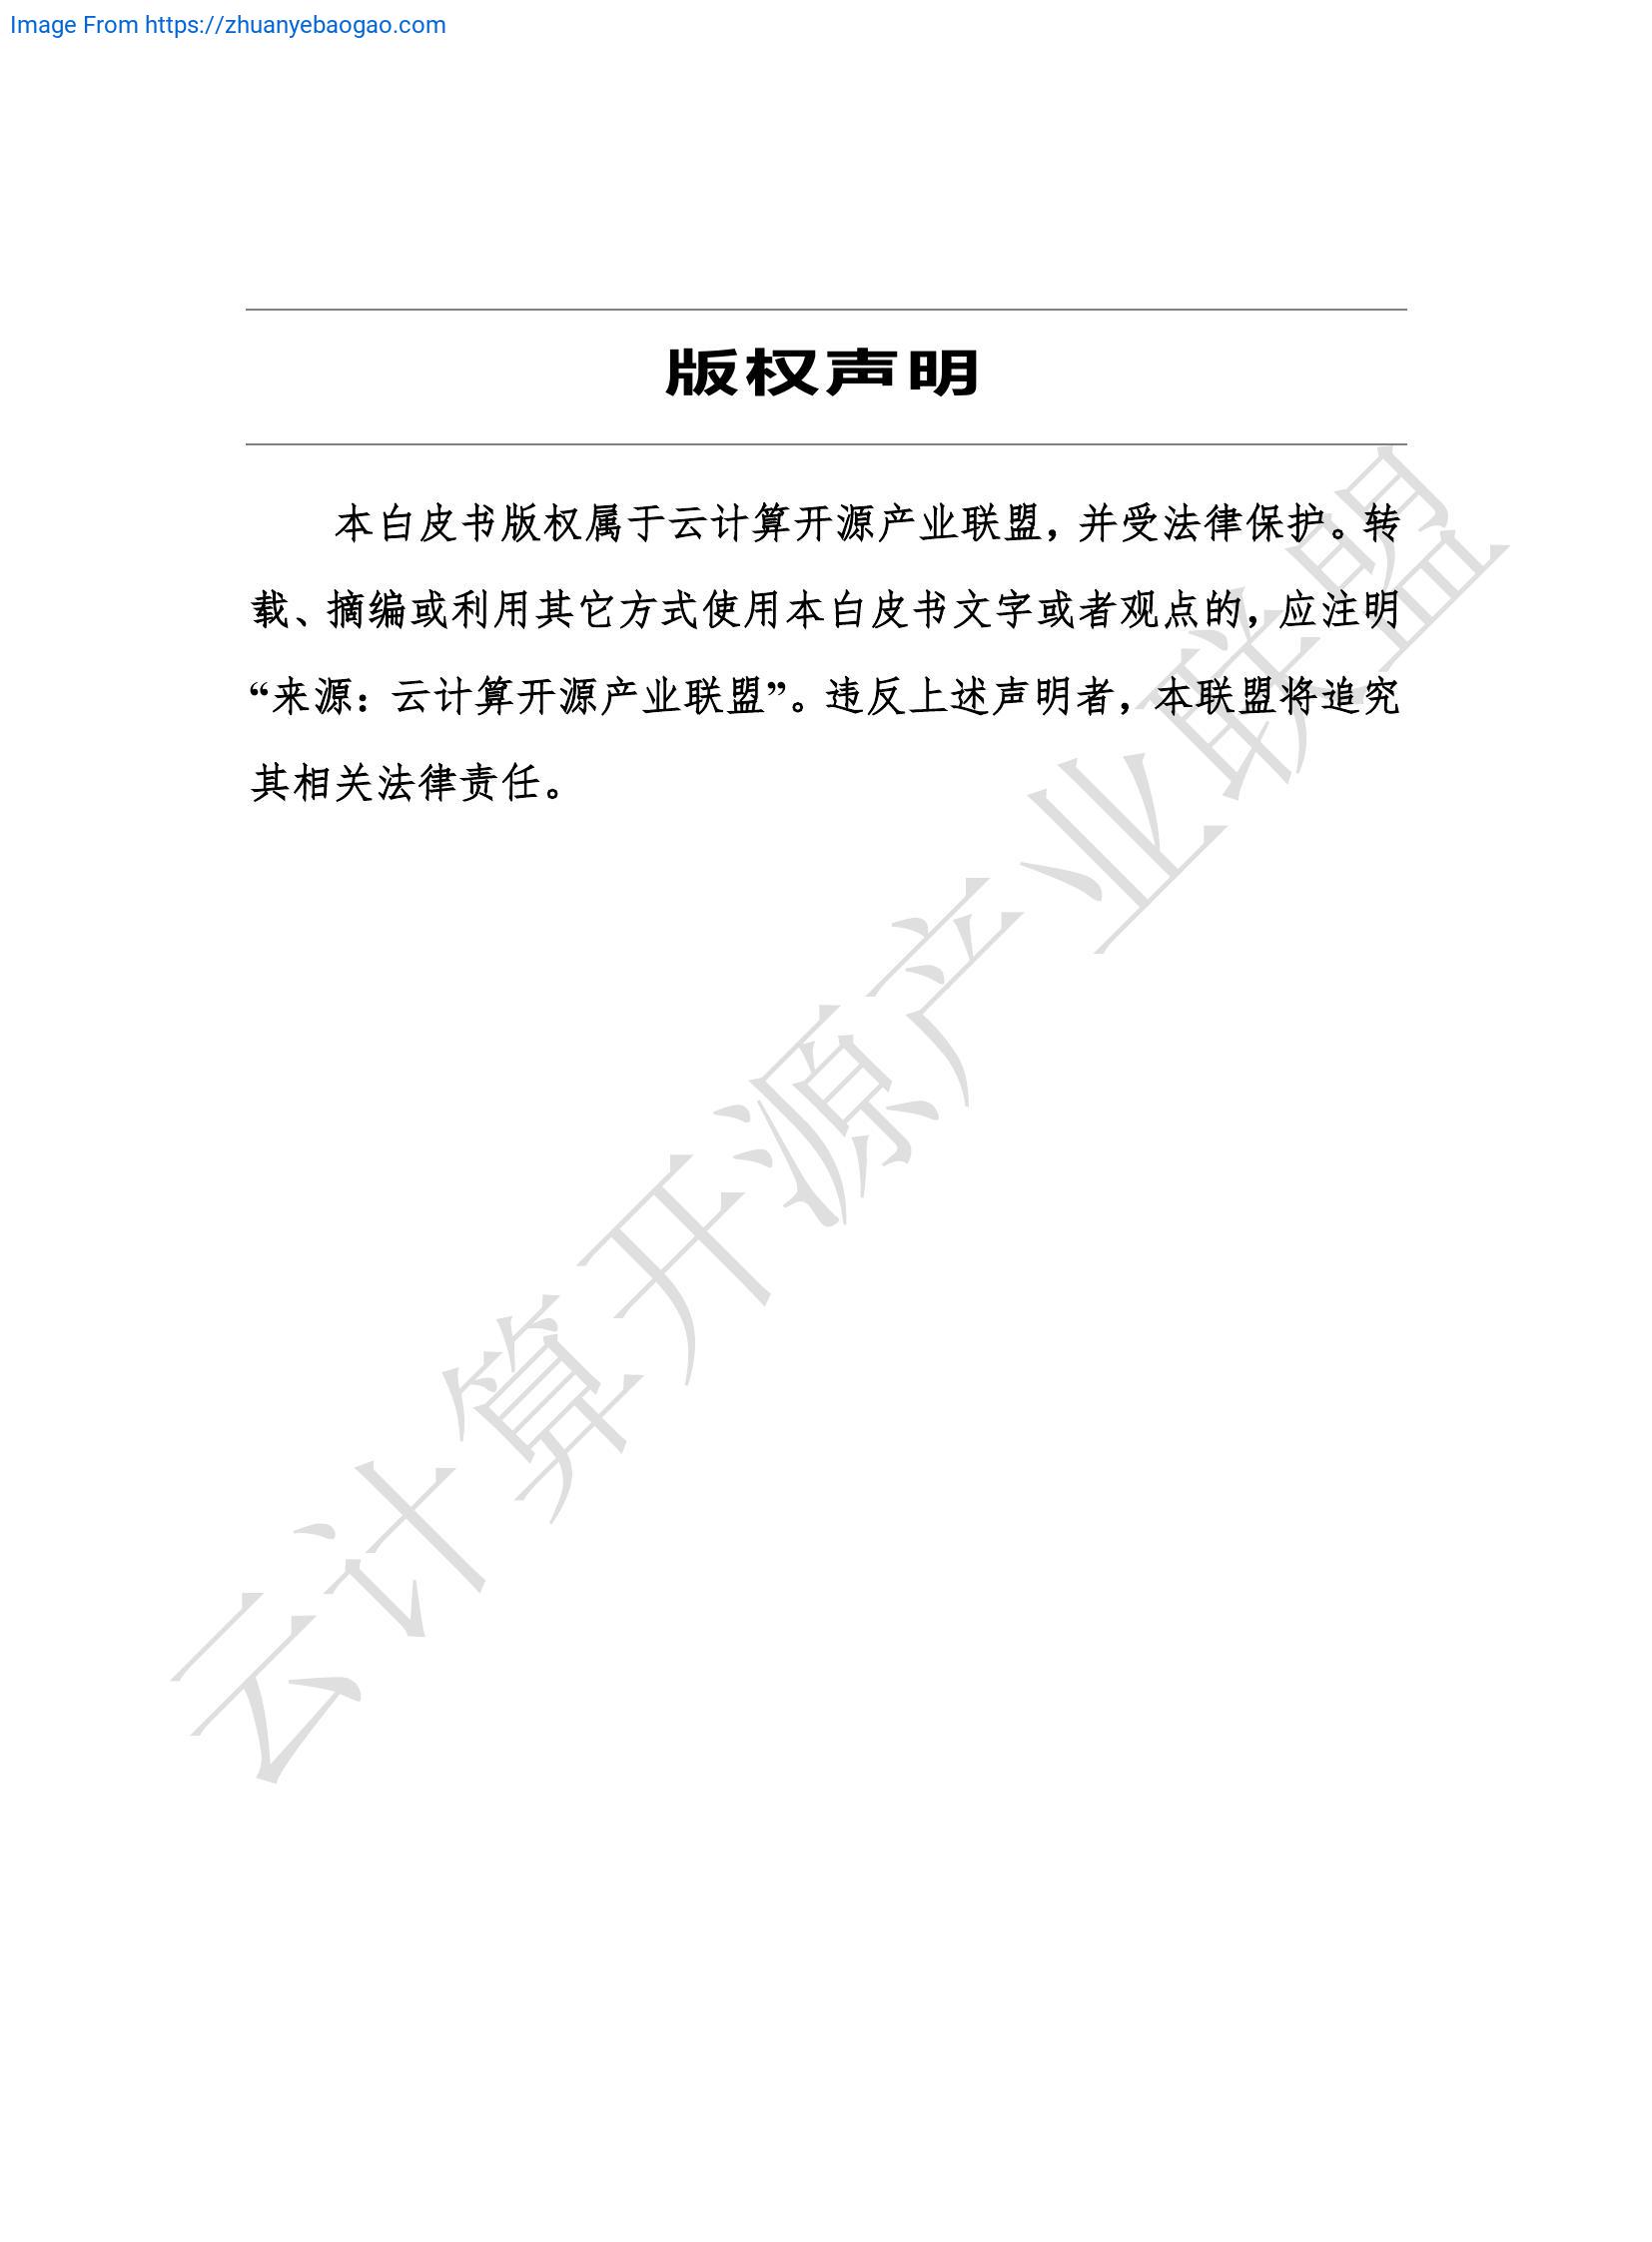 Image From https://zhuanyebaogao.com
版权声明
本白皮书版权属于云计算开源产业联盟，并受法律保护。转
载、摘编或利用其它方式使用本白皮书文字或者观点的，应注明
“来源：云计算开源产业联盟”。违反上述声明者，本联盟将追究
其相关法律责任。
云计算开源产业联盟